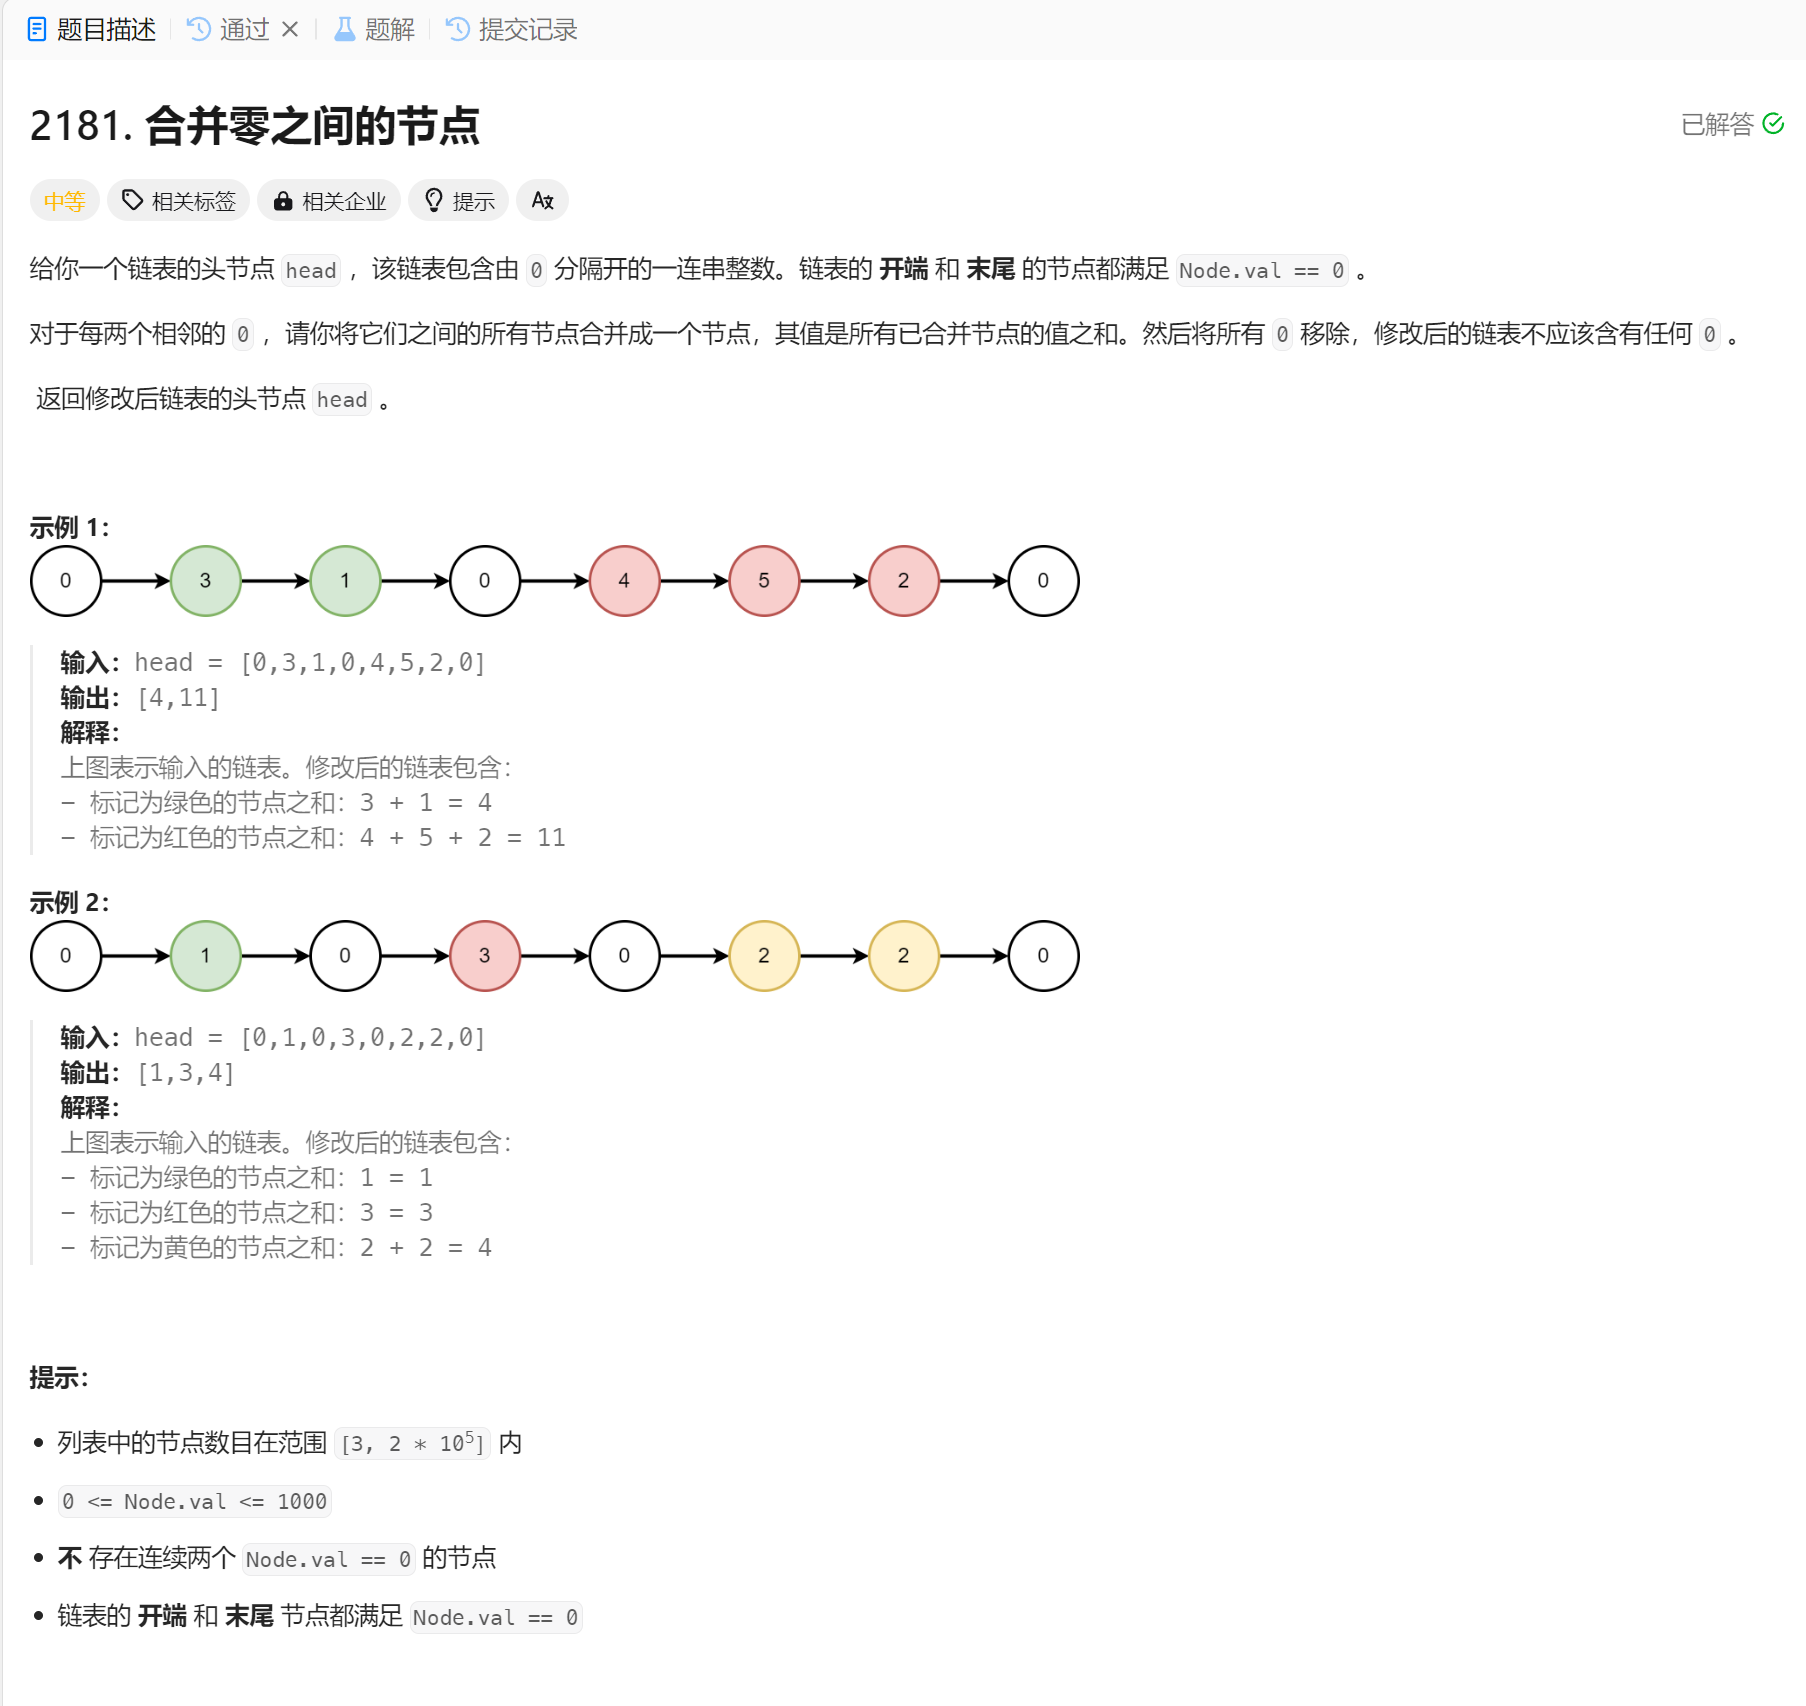 题目描述 通过 题解 提交记录
2181. 合并零之间的节点
已解答
中等 相关标签 相关企业 提示
给你一个链表的头节点 head ，该链表包含由 0 分隔开的一连串整数。链表的 开端 和 末尾 的节点都满足 Node.val == 0 。
对于每两个相邻的 0 ，请你将它们之间的所有节点合并成一个节点，其值是所有已合并节点的值之和。然后将所有 0 移除，修改后的链表不应该含有任何 0 。
返回修改后链表的头节点 head 。
示例 1：
0 3 1 0 4 5 2 0
输入：head = [0,3,1,0,4,5,2,0]
输出：[4,11]
解释：
上图表示输入的链表。修改后的链表包含：
- 标记为绿色的节点之和：3 + 1 = 4
- 标记为红色的节点之和：4 + 5 + 2 = 11
示例 2：
0 1 0 3 0 2 2 0
输入：head = [0,1,0,3,0,2,2,0]
输出：[1,3,4]
解释：
上图表示输入的链表。修改后的链表包含：
- 标记为绿色的节点之和：1 = 1
- 标记为红色的节点之和：3 = 3
- 标记为黄色的节点之和：2 + 2 = 4
提示：
• 列表中的节点数目在范围 [3, 2 * 10⁵] 内
• 0 <= Node.val <= 1000
• 不 存在连续两个 Node.val == 0 的节点
• 链表的 开端 和 末尾 节点都满足 Node.val == 0